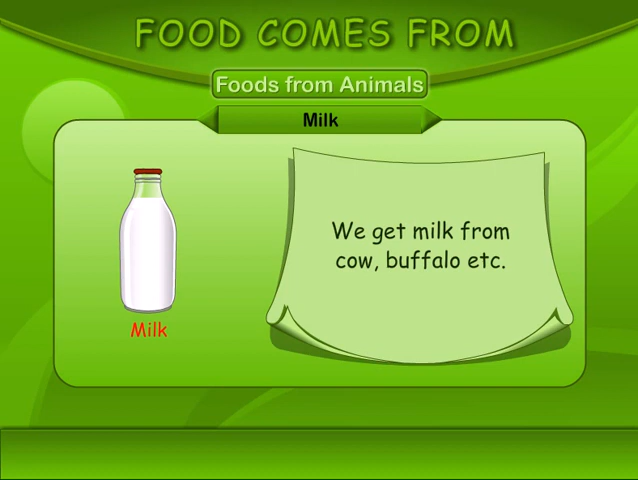 FOOD COMES FROM
Foods from Animals
Milk
We get milk from
cow, buffalo etc.
Milk